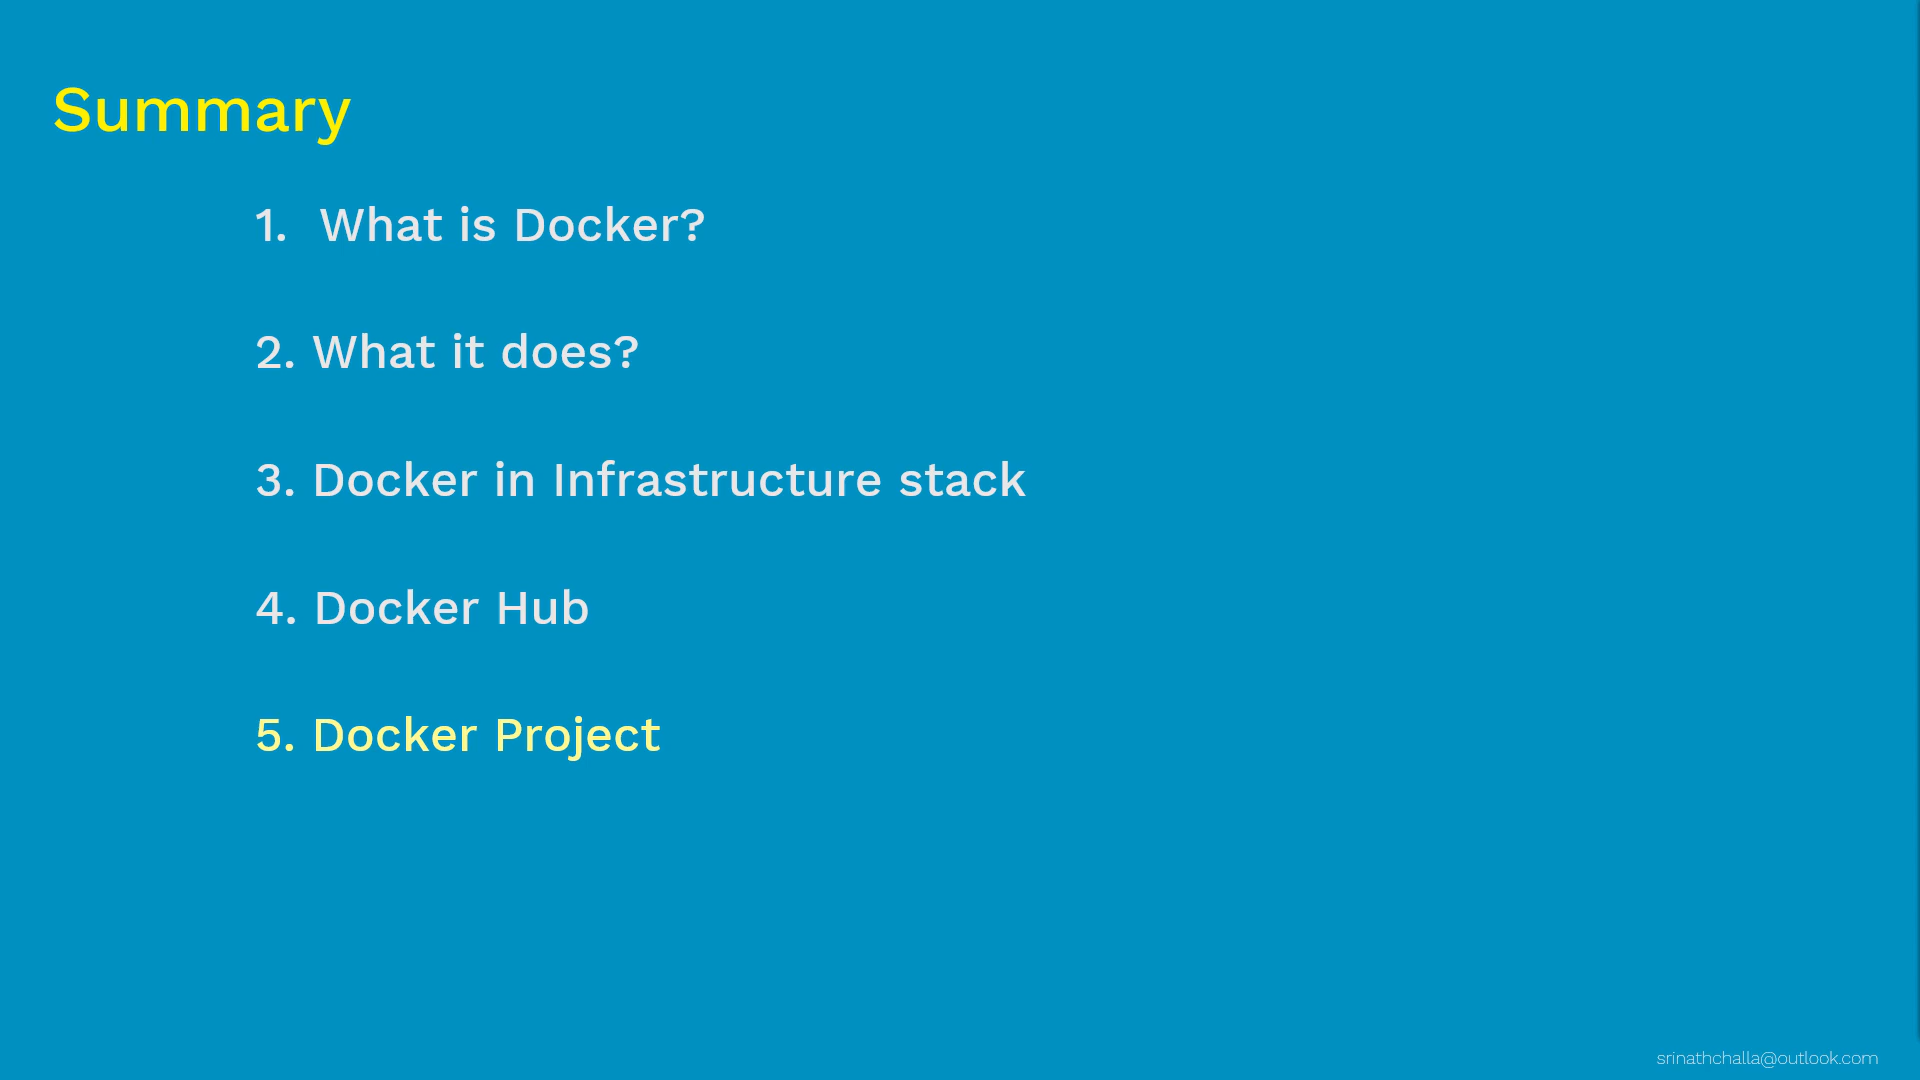 Summary
1. What is Docker?
2. What it does?
3. Docker in Infrastructure stack
4. Docker Hub
5. Docker Project
srinathchalla@outlook.com